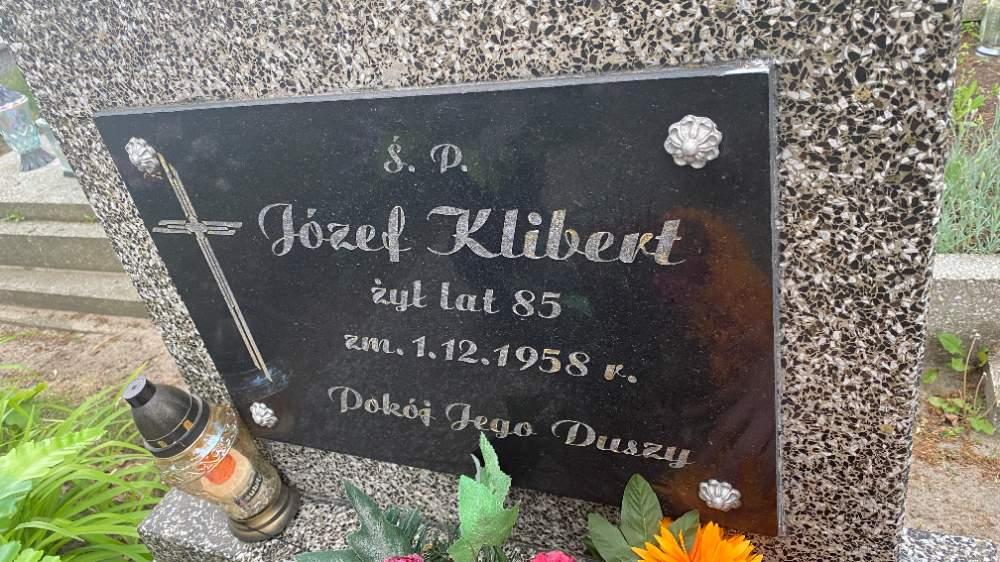 Ś. P.
Józef Klibert
żył lat 85
zm. 1.12.1958 r.
Pokój Jego Duszy